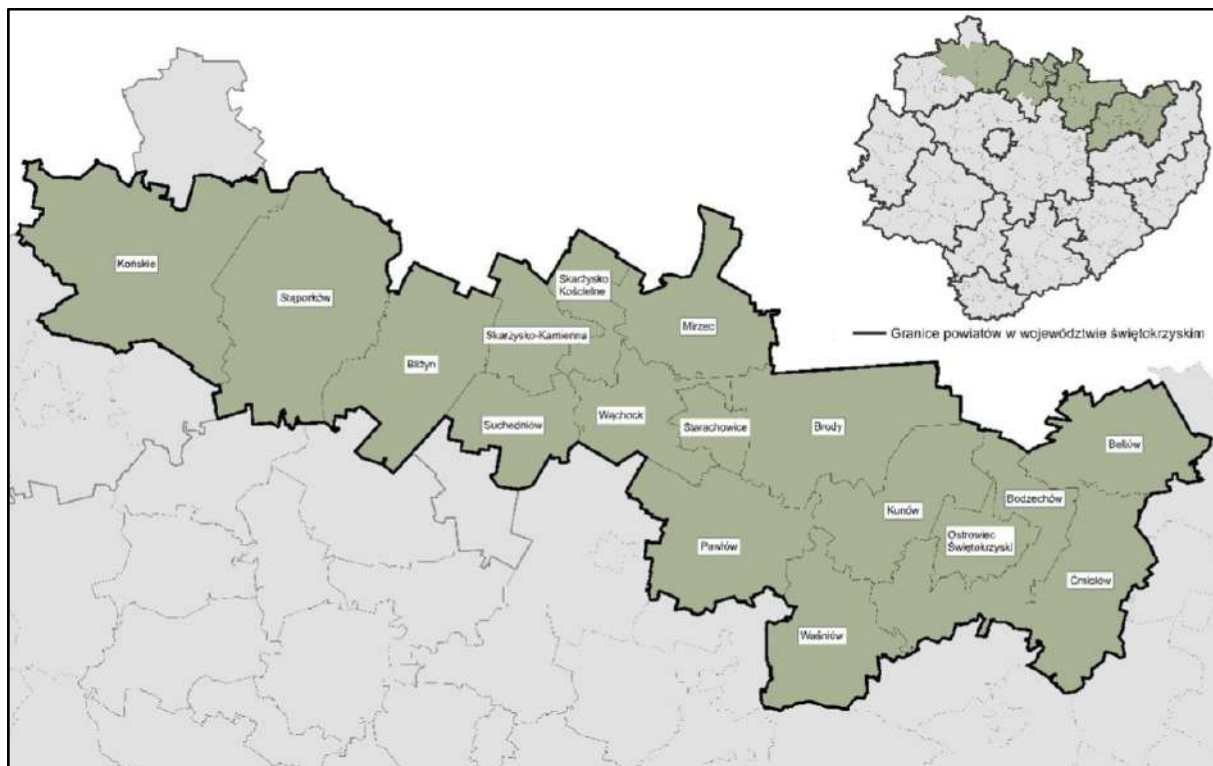 Końskie
Stąporków
Bliżyn
Skarżysko-Kamienna
Skarżysko
Kościelne
Mirzec
Suchedniów
Wąchock
Starachowice
Brody
Bałtów
Bodzechów
Kunów
Ostrowiec
Świętokrzyski
Pawłów
Ćmielów
Waśniów
Granice powiatów w województwie świętokrzyskim